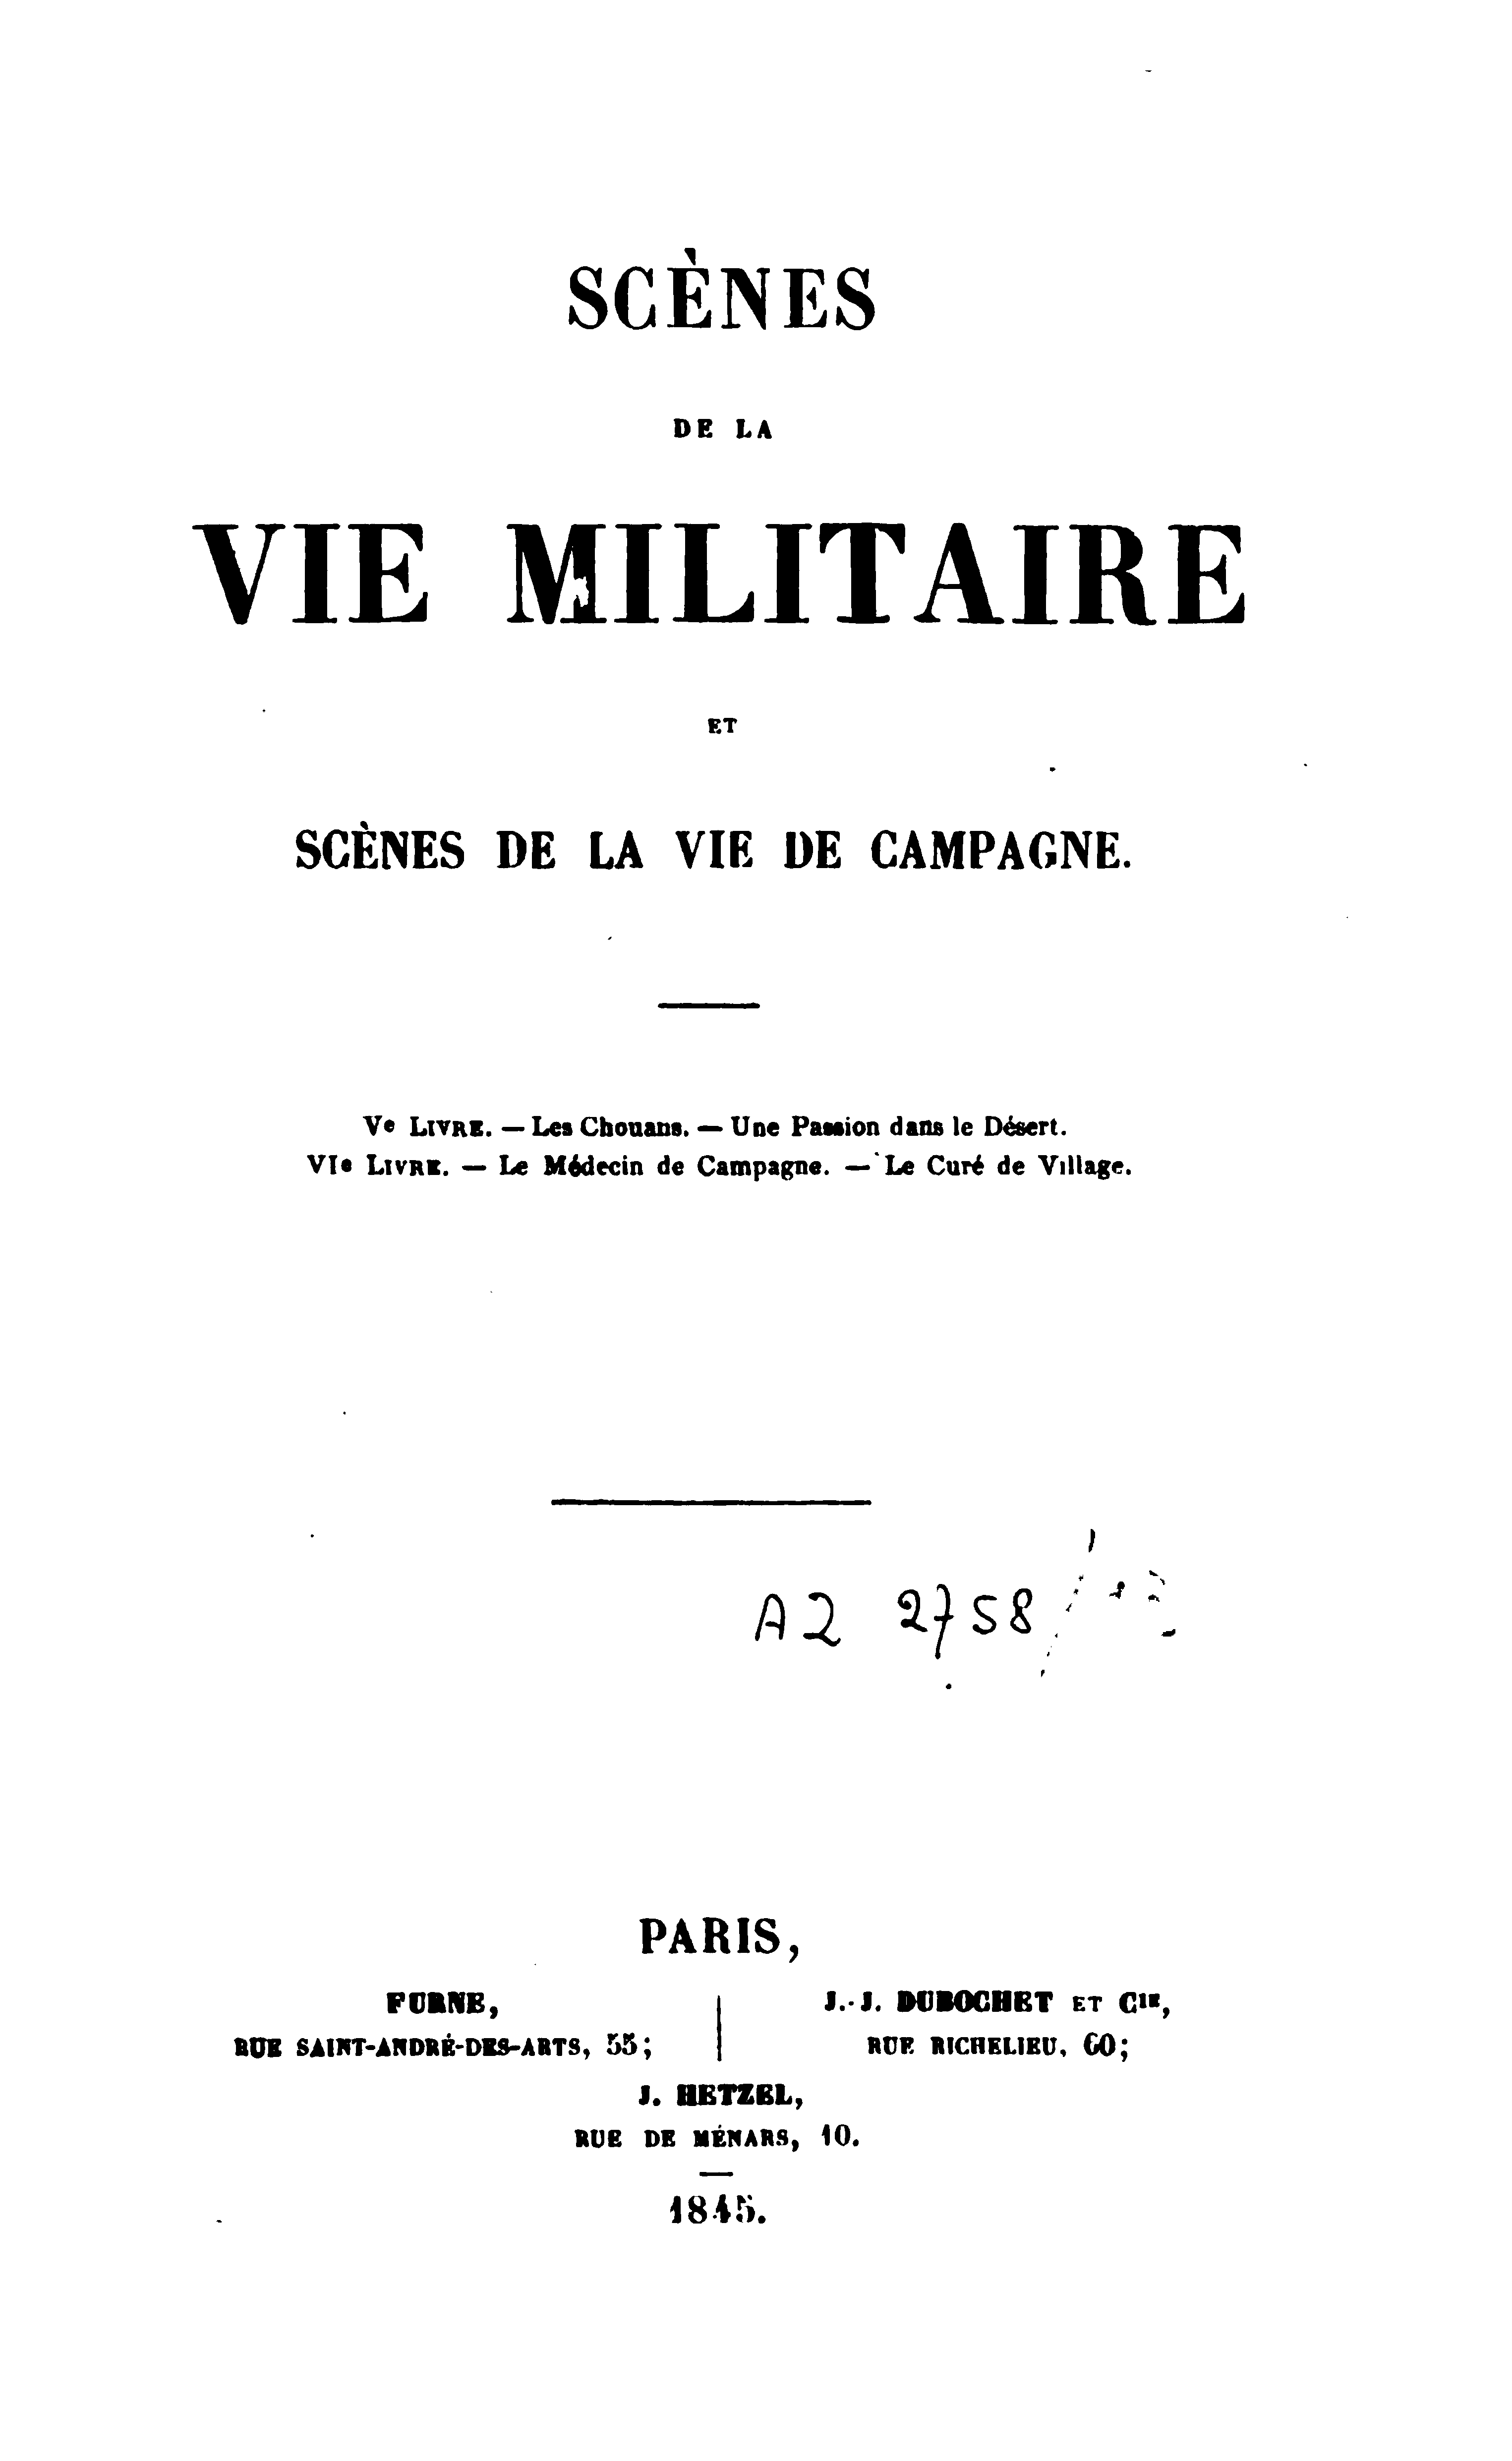 SCÈNES
DE LA
VIE MILITAIRE
ET
SCÈNES DE LA VIE DE CAMPAGNE.
Ve LIVRE. — Les Chouans. — Une Passion dans le Désert.
VIe LIVRE. — Le Médecin de Campagne. — Le Curé de Village.
A2 2758
PARIS,
FURNE,
RUE SAINT-ANDRÉ-DES-ARTS, 55;
J.-J. DUBOCHET ET CIE,
RUE RICHELIEU, 60;
J. HETZEL,
RUE DE MÉNARS, 10.
1845.